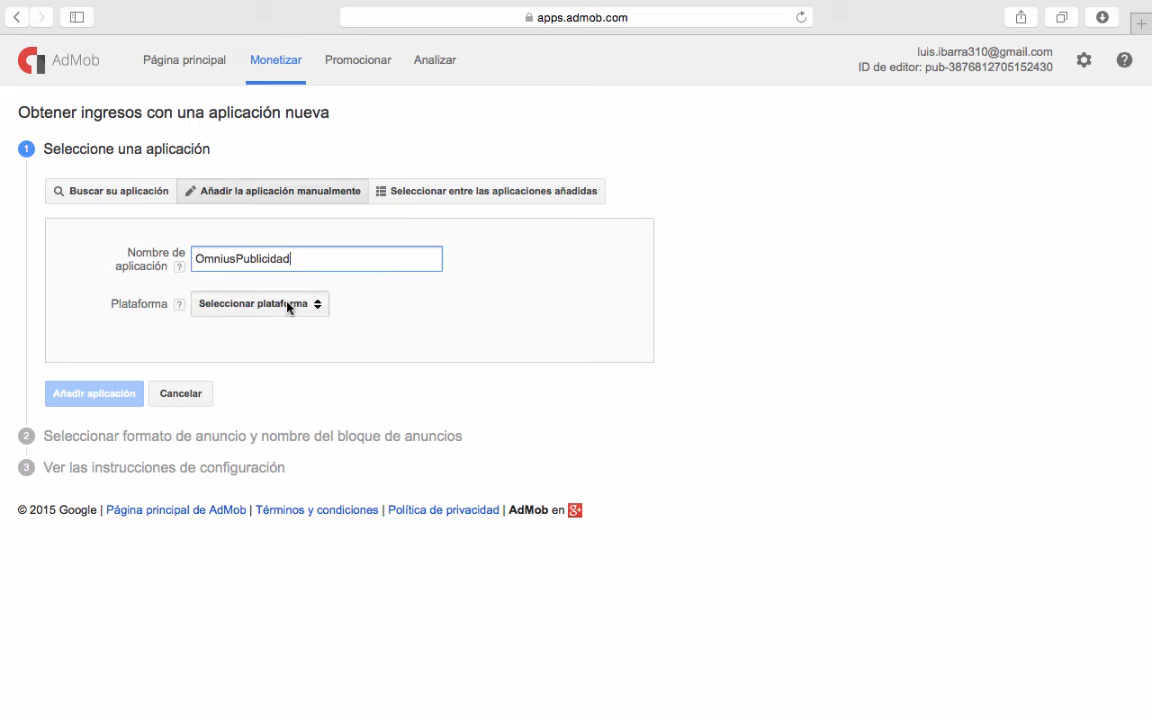 apps.admob.com
AdMob
Página principal
Monetizar
Promocionar
Analizar
luis.ibarra310@gmail.com
ID de editor: pub-3876812705152430
Obtener ingresos con una aplicación nueva
1 Seleccione una aplicación
Buscar su aplicación
Añadir la aplicación manualmente
Seleccionar entre las aplicaciones añadidas
Nombre de
aplicación ?
OmniusPublicidad
Plataforma ?
Seleccionar plataforma
Añadir aplicación
Cancelar
2 Seleccionar formato de anuncio y nombre del bloque de anuncios
3 Ver las instrucciones de configuración
© 2015 Google | Página principal de AdMob | Términos y condiciones | Política de privacidad | AdMob en g+